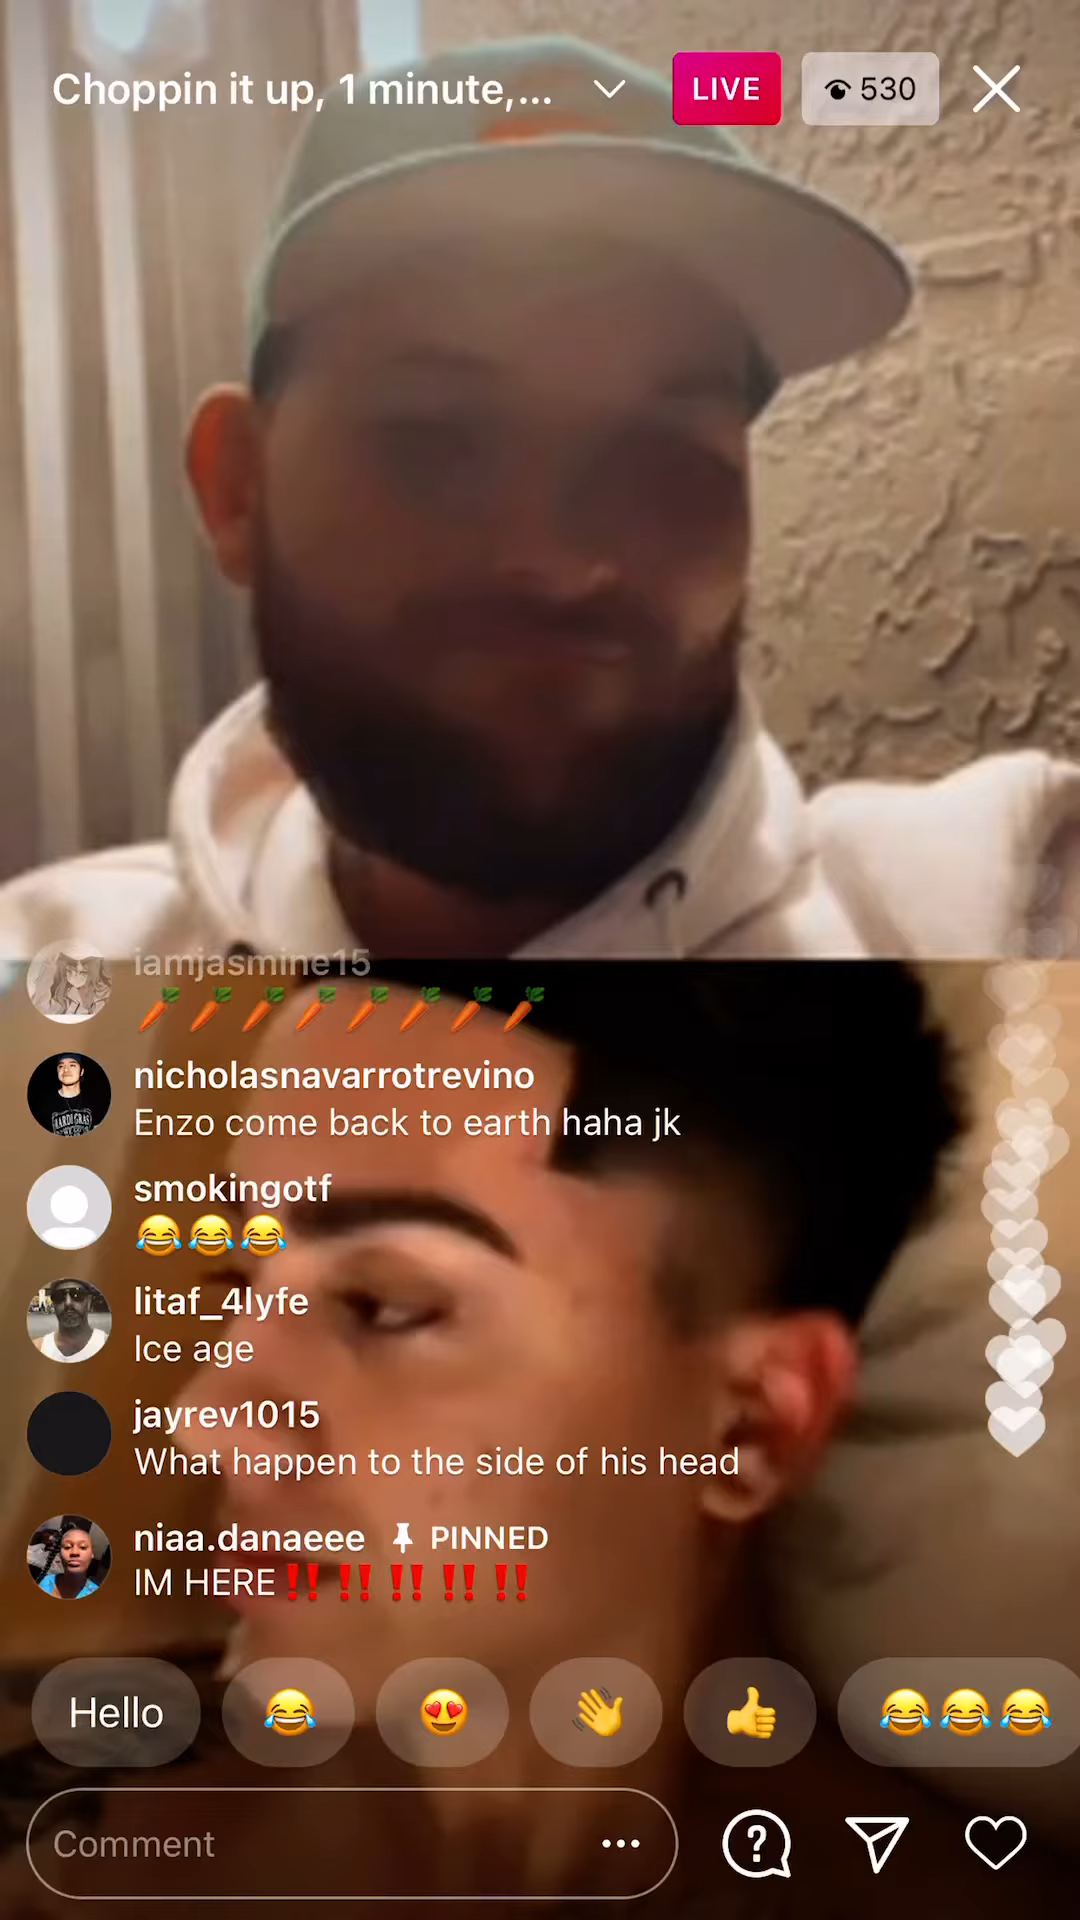 Choppin it up, 1 minute,...
LIVE
530
iamjasmine15
🥕🥕🥕🥕🥕🥕🥕🥕
nicholasnavarrotrevino
Enzo come back to earth haha jk
smokingotf
😂😂😂
litaf_4lyfe
Ice age
jayrev1015
What happen to the side of his head
niaa.danaeee PINNED
IM HERE‼️‼️‼️‼️‼️
Hello 😂 😍 👋 👍 😂😂😂
Comment